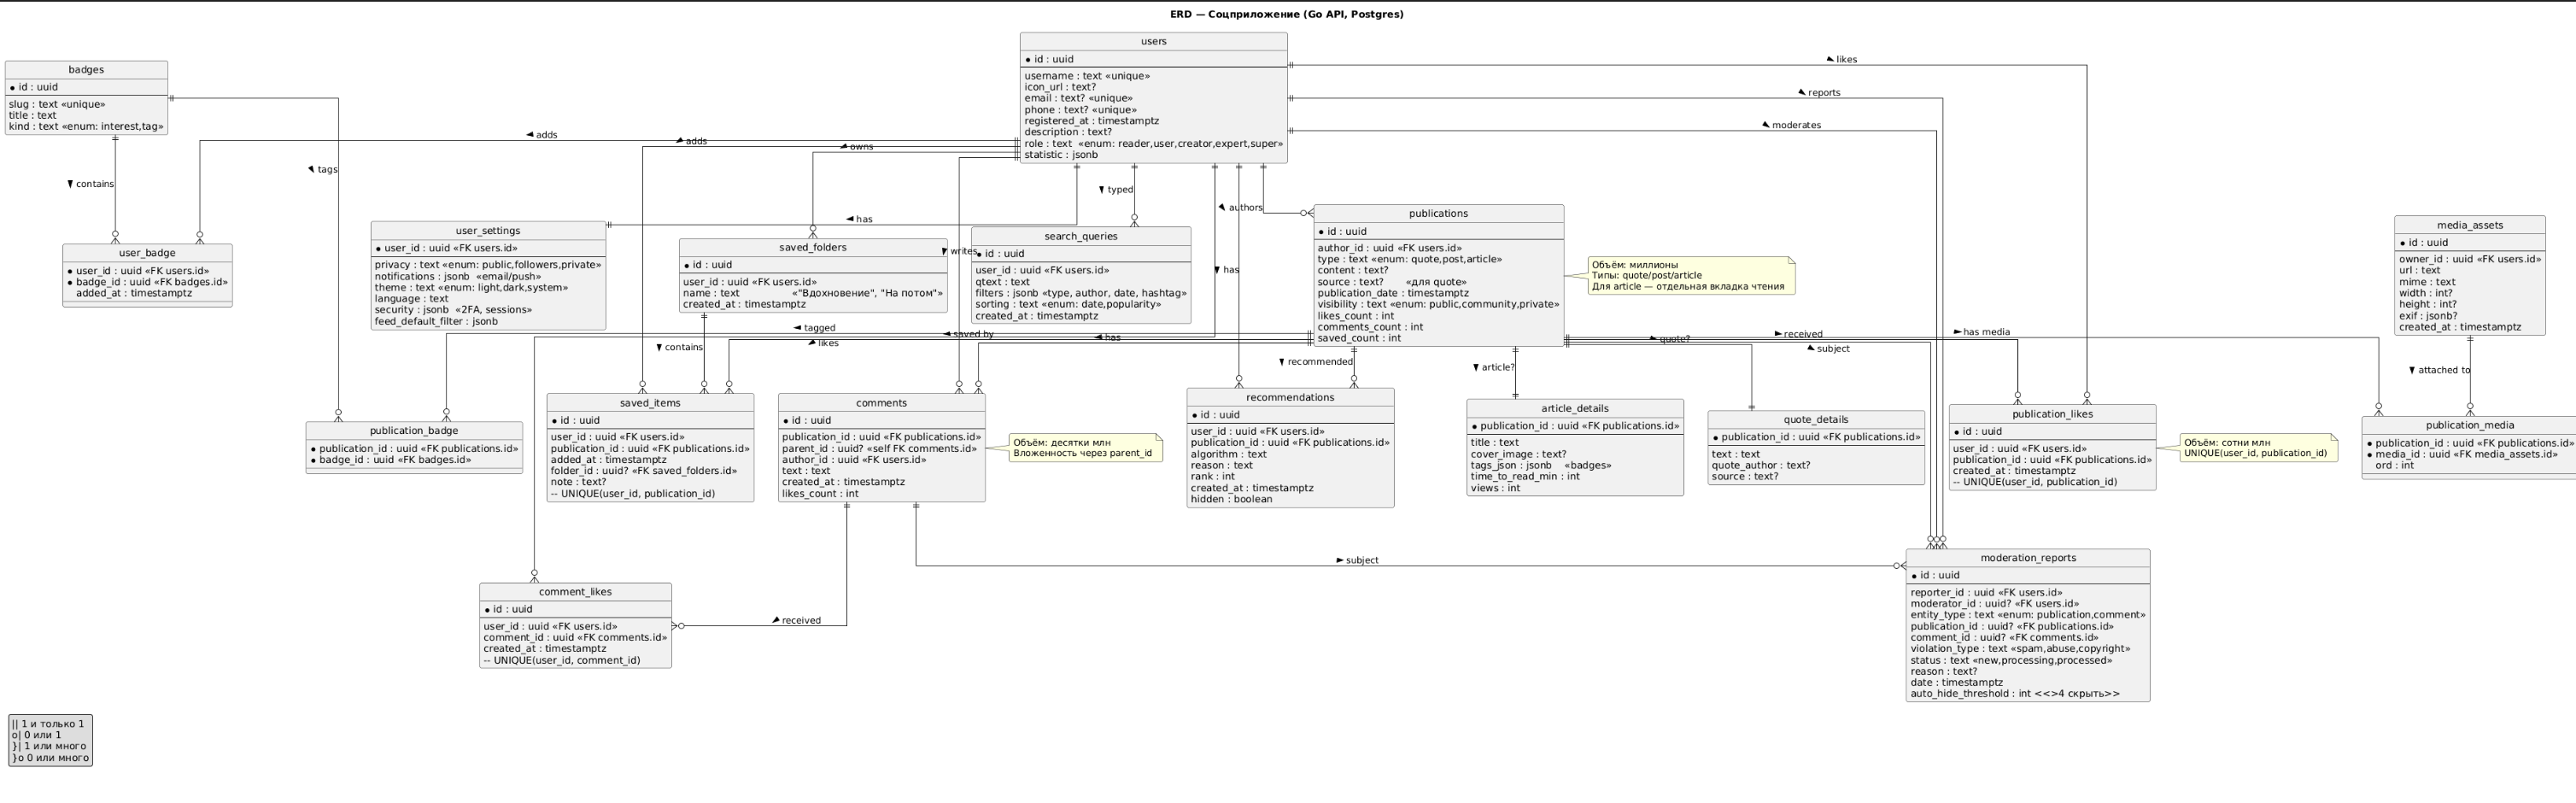 ERD — Соцприложение (Go API, Postgres)
users
● id : uuid
username : text «unique»
icon_url : text?
email : text? «unique»
phone : text? «unique»
registered_at : timestamptz
description : text?
role : text «enum: reader,user,creator,expert,super»
statistic : jsonb
badges
● id : uuid
slug : text «unique»
title : text
kind : text «enum: interest,tag»
likes
reports
moderates
adds
adds
owns
tags
contains
typed
authors
has
writes
has
user_badge
● user_id : uuid «FK users.id»
● badge_id : uuid «FK badges.id»
added_at : timestamptz
user_settings
● user_id : uuid «FK users.id»
privacy : text «enum: public,followers,private»
notifications : jsonb «email/push»
theme : text «enum: light,dark,system»
language : text
security : jsonb «2FA, sessions»
feed_default_filter : jsonb
saved_folders
● id : uuid
user_id : uuid «FK users.id»
name : text «"Вдохновение", "На потом"»
created_at : timestamptz
search_queries
● id : uuid
user_id : uuid «FK users.id»
qtext : text
filters : jsonb «type, author, date, hashtag»
sorting : text «enum: date,popularity»
created_at : timestamptz
publications
● id : uuid
author_id : uuid «FK users.id»
type : text «enum: quote,post,article»
content : text?
source : text? «для quote»
publication_date : timestamptz
visibility : text «enum: public,community,private»
likes_count : int
comments_count : int
saved_count : int
Объём: миллионы
Типы: quote/post/article
Для article — отдельная вкладка чтения
media_assets
● id : uuid
owner_id : uuid «FK users.id»
url : text
mime : text
width : int?
height : int?
exif : jsonb?
created_at : timestamptz
tagged
saved by
has
likes
contains
recommended
article?
quote?
received
subject
has media
attached to
publication_badge
● publication_id : uuid «FK publications.id»
● badge_id : uuid «FK badges.id»
saved_items
● id : uuid
user_id : uuid «FK users.id»
publication_id : uuid «FK publications.id»
added_at : timestamptz
folder_id : uuid? «FK saved_folders.id»
note : text?
-- UNIQUE(user_id, publication_id)
comments
● id : uuid
publication_id : uuid «FK publications.id»
parent_id : uuid? «self FK comments.id»
author_id : uuid «FK users.id»
text : text
created_at : timestamptz
likes_count : int
Объём: десятки млн
Вложенность через parent_id
recommendations
● id : uuid
user_id : uuid «FK users.id»
publication_id : uuid «FK publications.id»
algorithm : text
reason : text
rank : int
created_at : timestamptz
hidden : boolean
article_details
● publication_id : uuid «FK publications.id»
title : text
cover_image : text?
tags_json : jsonb «badges»
time_to_read_min : int
views : int
quote_details
● publication_id : uuid «FK publications.id»
text : text
quote_author : text?
source : text?
publication_likes
● id : uuid
user_id : uuid «FK users.id»
publication_id : uuid «FK publications.id»
created_at : timestamptz
-- UNIQUE(user_id, publication_id)
Объём: сотни млн
UNIQUE(user_id, publication_id)
publication_media
● publication_id : uuid «FK publications.id»
● media_id : uuid «FK media_assets.id»
ord : int
subject
received
comment_likes
● id : uuid
user_id : uuid «FK users.id»
comment_id : uuid «FK comments.id»
created_at : timestamptz
-- UNIQUE(user_id, comment_id)
moderation_reports
● id : uuid
reporter_id : uuid «FK users.id»
moderator_id : uuid? «FK users.id»
entity_type : text «enum: publication,comment»
publication_id : uuid? «FK publications.id»
comment_id : uuid? «FK comments.id»
violation_type : text «spam,abuse,copyright»
status : text «new,processing,processed»
reason : text?
date : timestamptz
auto_hide_threshold : int <<>4 скрыть>>
|| 1 и только 1
o| 0 или 1
}| 1 или много
}o 0 или много